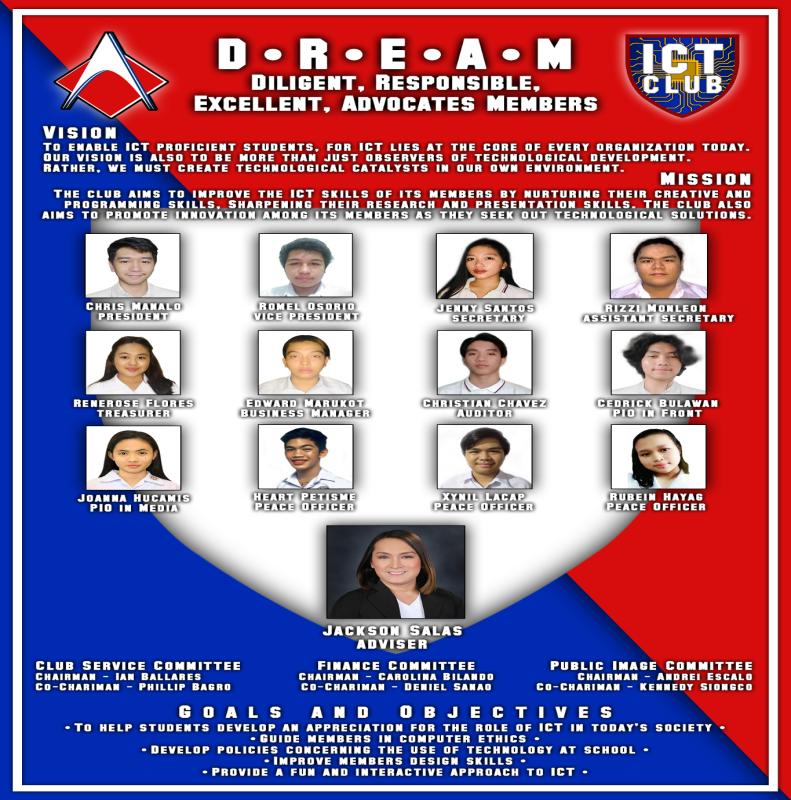 D•R•E•A•M
DILIGENT, RESPONSIBLE,
EXCELLENT, ADVOCATES MEMBERS
ICT
CLUB
VISION
TO ENABLE ICT PROFICIENT STUDENTS, FOR ICT LIES AT THE CORE OF EVERY ORGANIZATION TODAY.
OUR VISION IS ALSO TO BE MORE THAN JUST OBSERVERS OF TECHNOLOGICAL DEVELOPMENT.
RATHER, WE MUST CREATE TECHNOLOGICAL CATALYSTS IN OUR OWN ENVIRONMENT.
MISSION
THE CLUB AIMS TO IMPROVE THE ICT SKILLS OF ITS MEMBERS BY NURTURING THEIR CREATIVE AND
PROGRAMMING SKILLS, SHARPENING THEIR RESEARCH AND PRESENTATION SKILLS. THE CLUB ALSO
AIMS TO PROMOTE INNOVATION AMONG ITS MEMBERS AS THEY SEEK OUT TECHNOLOGICAL SOLUTIONS.
CHRIS MANALO
PRESIDENT
ROMEL OSORIO
VICE PRESIDENT
JENNY SANTOS
SECRETARY
RIZZI MONLEON
ASSISTANT SECRETARY
RENEROSE FLORES
TREASURER
EDWARD MARUKOT
BUSINESS MANAGER
CHRISTIAN CHAVEZ
AUDITOR
CEDRICK BULAWAN
PIO IN FRONT
JOANNA HUCAMIS
PIO IN MEDIA
HEART PETISME
PEACE OFFICER
XYNIL LACAP
PEACE OFFICER
RUBEIN HAYAG
PEACE OFFICER
JACKSON SALAS
ADVISER
CLUB SERVICE COMMITTEE
CHAIRMAN - IAN BALLARES
CO-CHARIMAN - PHILLIP BAGRO
FINANCE COMMITTEE
CHAIRMAN - CAROLINA BILANDO
CO-CHARIMAN - DENIEL SANAO
PUBLIC IMAGE COMMITTEE
CHAIRMAN - ANDREI ESCALO
CO-CHARIMAN - KENNEDY SIONGCO
GOALS AND OBJECTIVES
• TO HELP STUDENTS DEVELOP AN APPRECIATION FOR THE ROLE OF ICT IN TODAY'S SOCIETY •
• GUIDE MEMBERS IN COMPUTER ETHICS •
• DEVELOP POLICIES CONCERNING THE USE OF TECHNOLOGY AT SCHOOL •
• IMPROVE MEMBERS DESIGN SKILLS •
• PROVIDE A FUN AND INTERACTIVE APPROACH TO ICT •